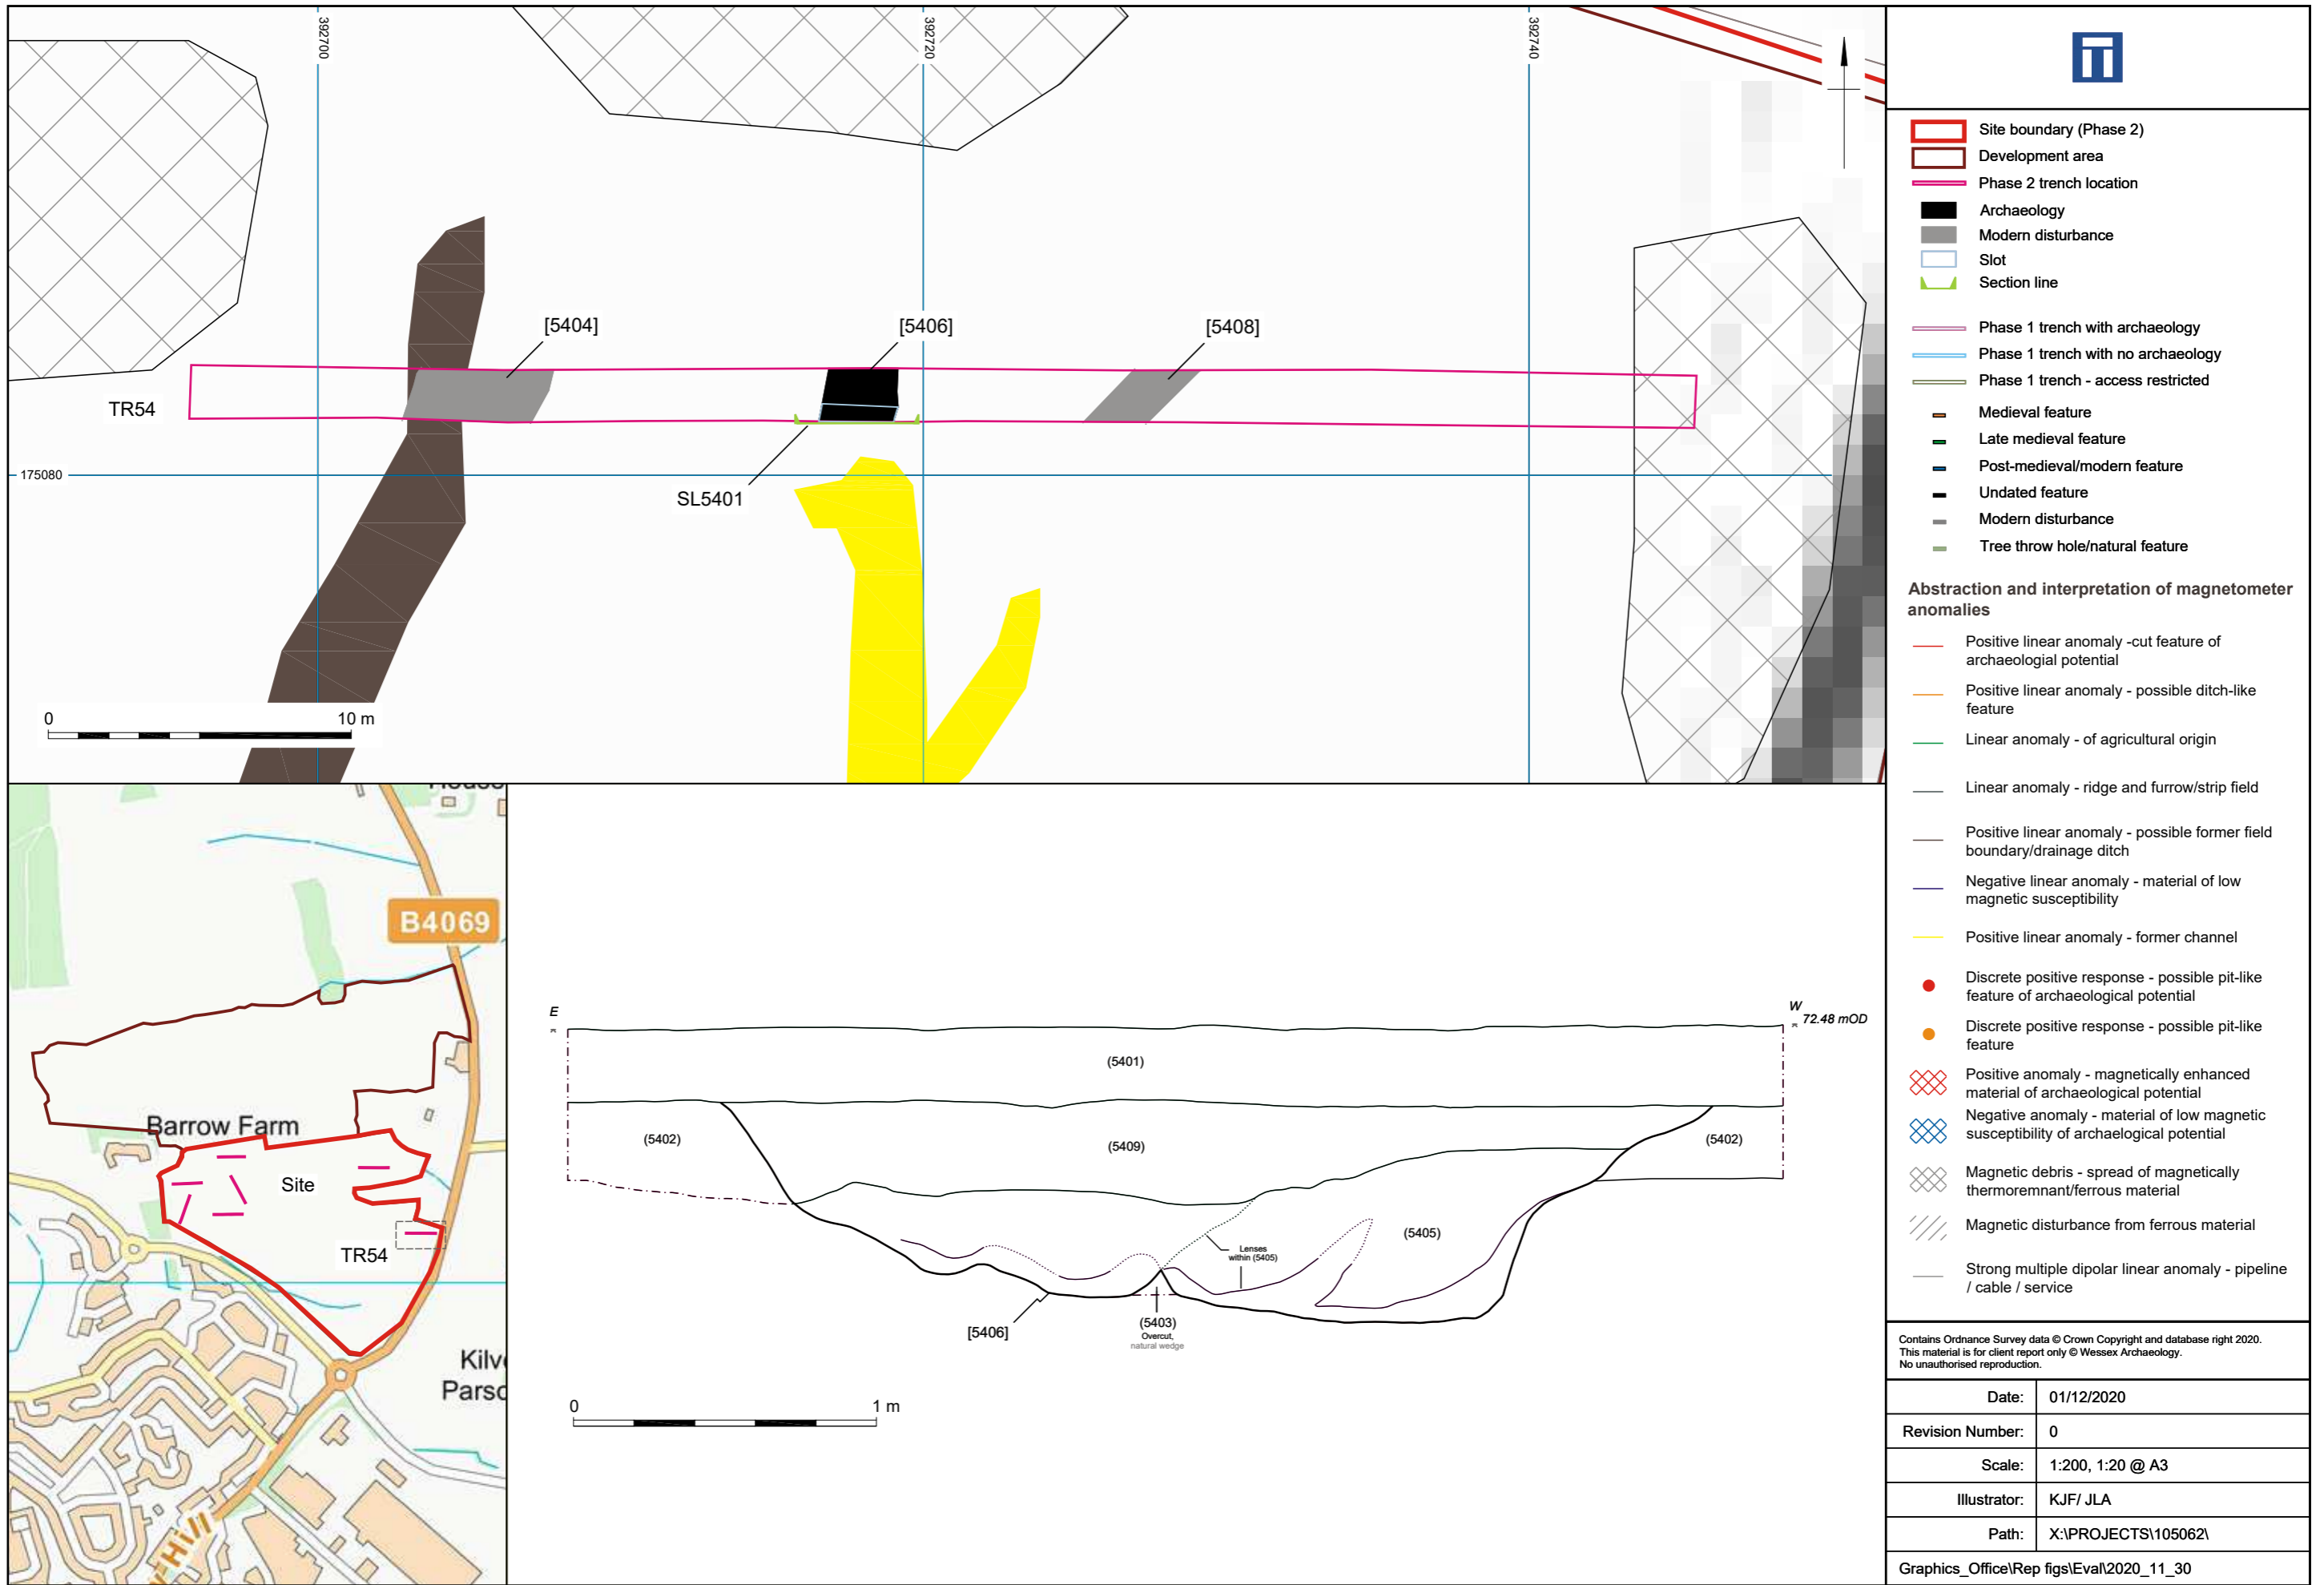 392700
392720
392740
[5404]
[5406]
[5408]
TR54
175080
SL5401
0
10 m
B4069
Barrow Farm
Site
TR54
E
W
72.48 mOD
(5401)
(5402)
(5409)
(5402)
(5405)
Lenses
within (5405)
[5406]
(5403)
Overcut,
natural wedge
0
1 m
Site boundary (Phase 2)
Development area
Phase 2 trench location
Archaeology
Modern disturbance
Slot
Section line
Phase 1 trench with archaeology
Phase 1 trench with no archaeology
Phase 1 trench - access restricted
Medieval feature
Late medieval feature
Post-medieval/modern feature
Undated feature
Modern disturbance
Tree throw hole/natural feature
Abstraction and interpretation of magnetometer
anomalies
Positive linear anomaly -cut feature of
archaeologial potential
Positive linear anomaly - possible ditch-like
feature
Linear anomaly - of agricultural origin
Linear anomaly - ridge and furrow/strip field
Positive linear anomaly - possible former field
boundary/drainage ditch
Negative linear anomaly - material of low
magnetic susceptibility
Positive linear anomaly - former channel
Discrete positive response - possible pit-like
feature of archaeological potential
Discrete positive response - possible pit-like
feature
Positive anomaly - magnetically enhanced
material of archaeological potential
Negative anomaly - material of low magnetic
susceptibility of archaelogical potential
Magnetic debris - spread of magnetically
thermoremnant/ferrous material
Magnetic disturbance from ferrous material
Strong multiple dipolar linear anomaly - pipeline
/ cable / service
Contains Ordnance Survey data © Crown Copyright and database right 2020.
This material is for client report only © Wessex Archaeology.
No unauthorised reproduction.
Date: 01/12/2020
Revision Number: 0
Scale: 1:200, 1:20 @ A3
Illustrator: KJF/ JLA
Path: X:\PROJECTS\105062\
Graphics_Office\Rep figs\Eval\2020_11_30